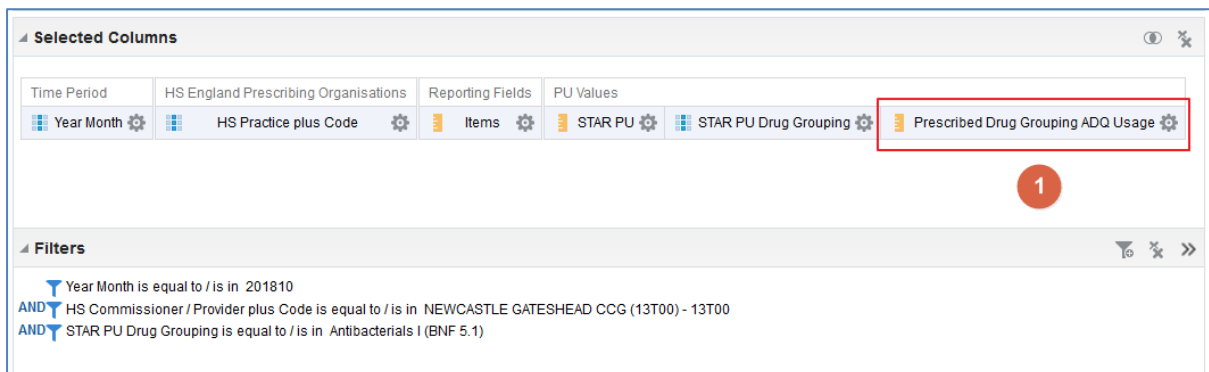 Selected Columns
Time Period HS England Prescribing Organisations Reporting Fields PU Values
Year Month HS Practice plus Code Items STAR PU STAR PU Drug Grouping Prescribed Drug Grouping ADQ Usage
1
Filters
Year Month is equal to / is in 201810
AND HS Commissioner / Provider plus Code is equal to / is in NEWCASTLE GATESHEAD CCG (13T00) - 13T00
AND STAR PU Drug Grouping is equal to / is in Antibacterials I (BNF 5.1)